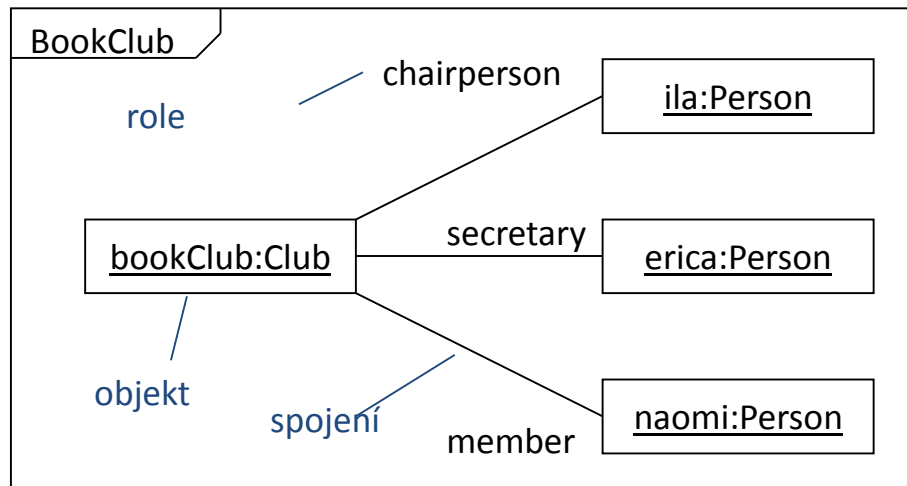 BookClub
chairperson
role
ila:Person
secretary
bookClub:Club
erica:Person
objekt
spojení
member
naomi:Person